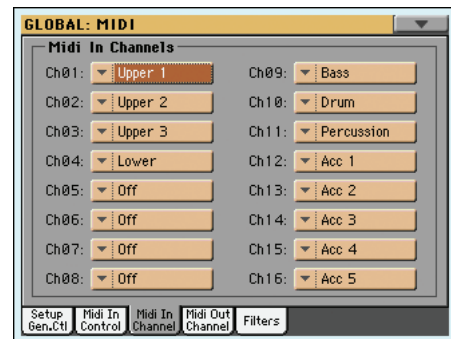 GLOBAL: MIDI
Midi In Channels
Ch01: Upper 1
Ch09: Bass
Ch02: Upper 2
Ch10: Drum
Ch03: Upper 3
Ch11: Percussion
Ch04: Lower
Ch12: Acc 1
Ch05: Off
Ch13: Acc 2
Ch06: Off
Ch14: Acc 3
Ch07: Off
Ch15: Acc 4
Ch08: Off
Ch16: Acc 5
Setup Gen.Ctl
Midi In Control
Midi In Channel
Midi Out Channel
Filters